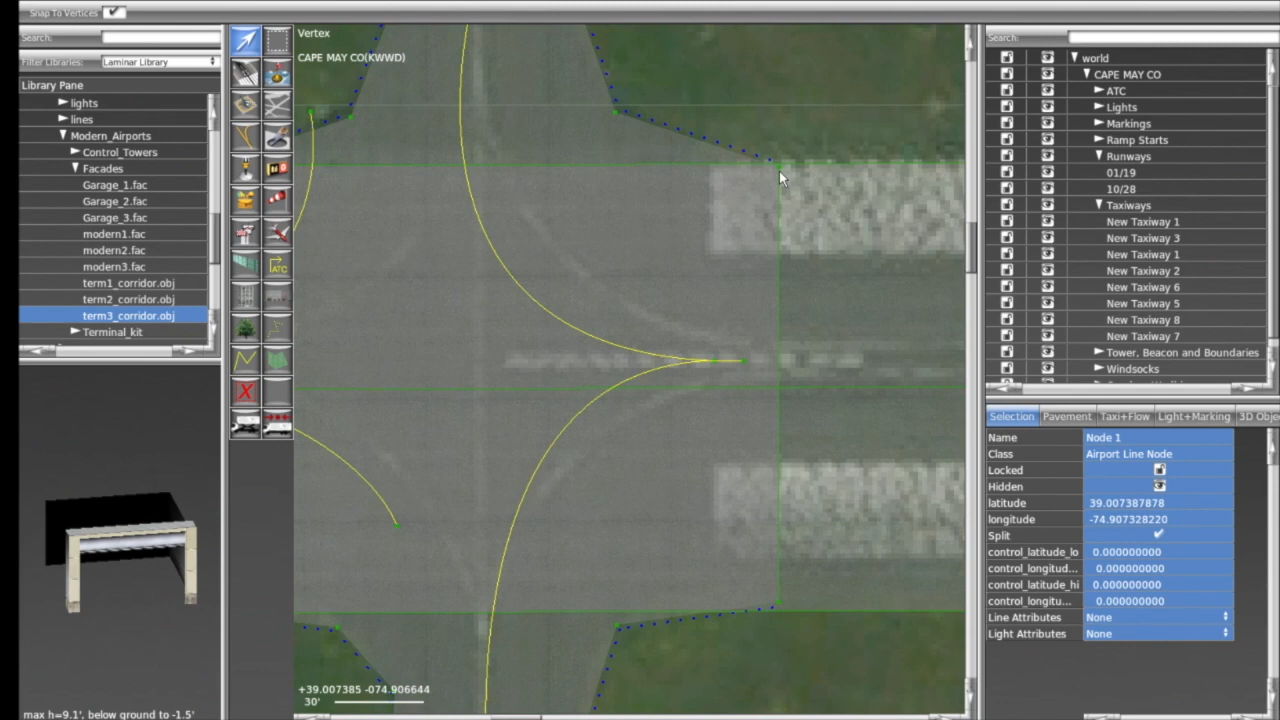 Snap To Vertices
Search:
Filter Libraries: Laminar Library
Library Pane
lights
lines
Modern_Airports
Control_Towers
Facades
Garage_1.fac
Garage_2.fac
Garage_3.fac
modern1.fac
modern2.fac
modern3.fac
term1_corridor.obj
term2_corridor.obj
term3_corridor.obj
Terminal_kit
max h=9.1', below ground to -1.5'
ATC
Vertex
CAPE MAY CO(KWWD)
+39.007385 -074.906644
30'
Search:
world
CAPE MAY CO
ATC
Lights
Markings
Ramp Starts
Runways
01/19
10/28
Taxiways
New Taxiway 1
New Taxiway 3
New Taxiway 1
New Taxiway 2
New Taxiway 6
New Taxiway 5
New Taxiway 8
New Taxiway 7
Tower, Beacon and Boundaries
Windsocks
Selection Pavement Taxi+Flow Light+Marking 3D Obje
Name Node 1
Class Airport Line Node
Locked
Hidden
latitude 39.007387878
longitude -74.907328220
Split
control_latitude_lo 0.000000000
control_longitud... 0.000000000
control_latitude_hi 0.000000000
control_longitu... 0.000000000
Line Attributes None
Light Attributes None